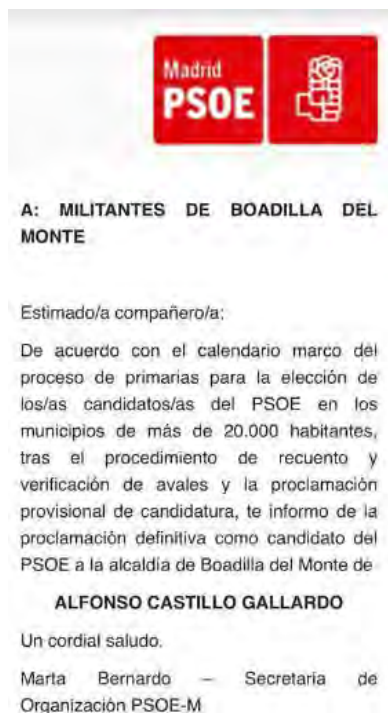 Madrid
PSOE
A: MILITANTES DE BOADILLA DEL
MONTE
Estimado/a compañero/a:
De acuerdo con el calendario marco del
proceso de primarias para la elección de
los/as candidatos/as del PSOE en los
municipios de más de 20.000 habitantes,
tras el procedimiento de recuento y
verificación de avales y la proclamación
provisional de candidatura, te informo de la
proclamación definitiva como candidato del
PSOE a la alcaldía de Boadilla del Monte de
ALFONSO CASTILLO GALLARDO
Un cordial saludo.
Marta Bernardo – Secretaria de
Organización PSOE-M